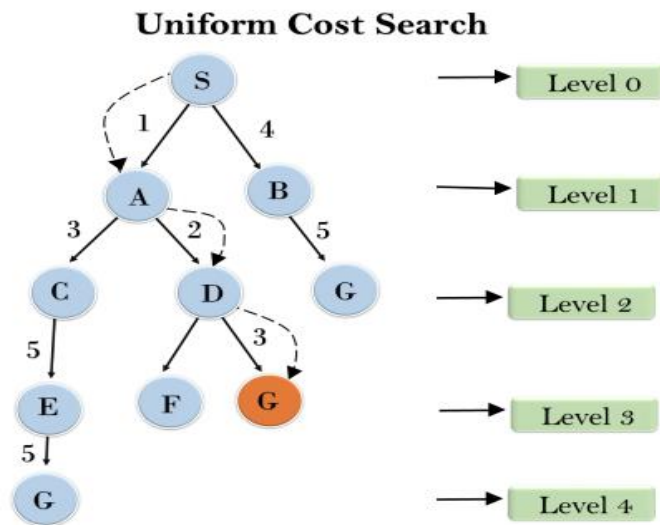 Uniform Cost Search
S
Level 0
1
4
A
B
Level 1
3
2
5
C
D
G
Level 2
5
3
E
F
G
Level 3
5
G
Level 4